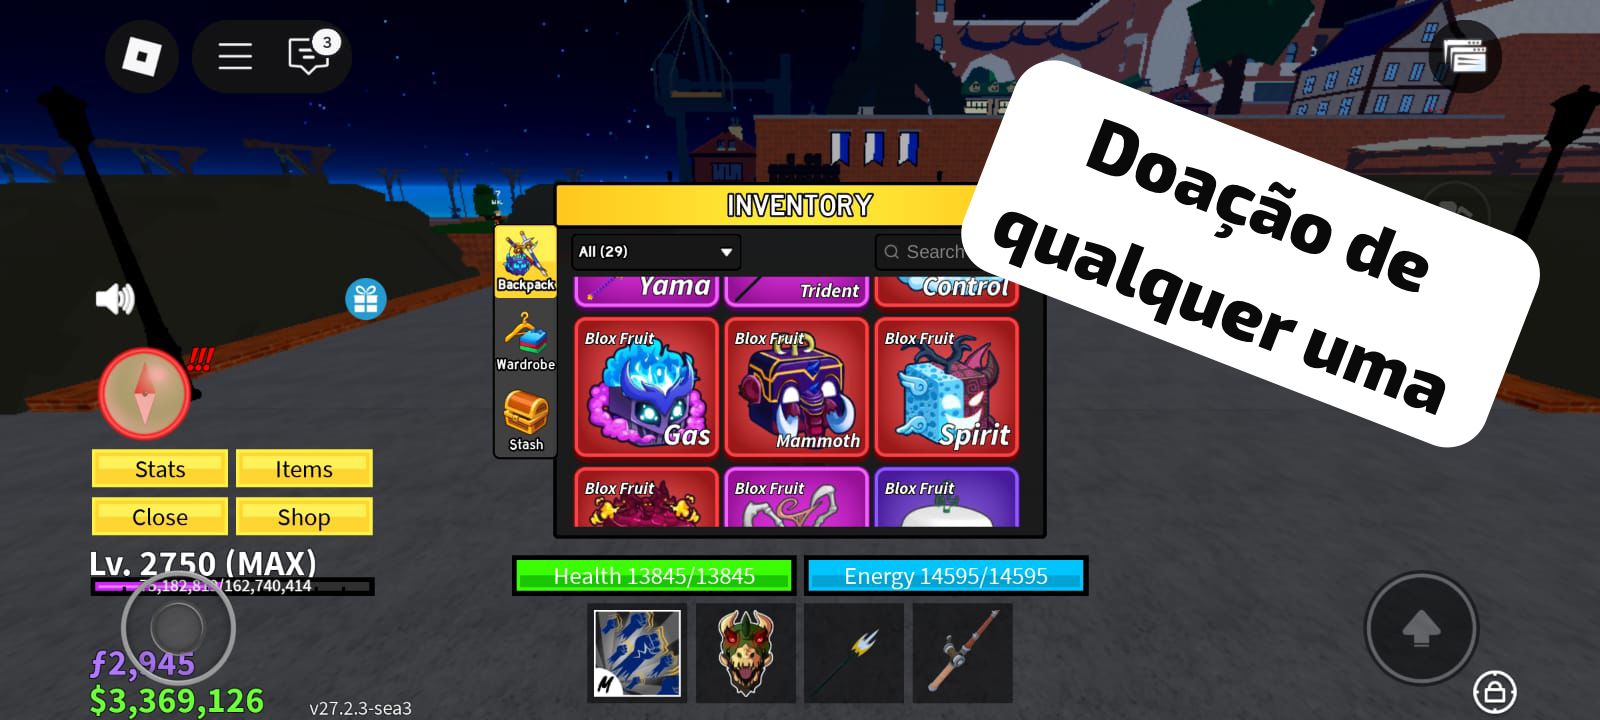 3
Doação de
qualquer uma
INVENTORY
All (29)
Search
Backpack
Wardrobe
Stash
Yama
Trident
Control
Blox Fruit
Gas
Blox Fruit
Mammoth
Blox Fruit
Spirit
Blox Fruit
Blox Fruit
Blox Fruit
!!!
Stats
Items
Close
Shop
Lv. 2750 (MAX)
/162,740,414
Health 13845/13845
Energy 14595/14595
M
ƒ2,945
$3,369,126
v27.2.3-sea3